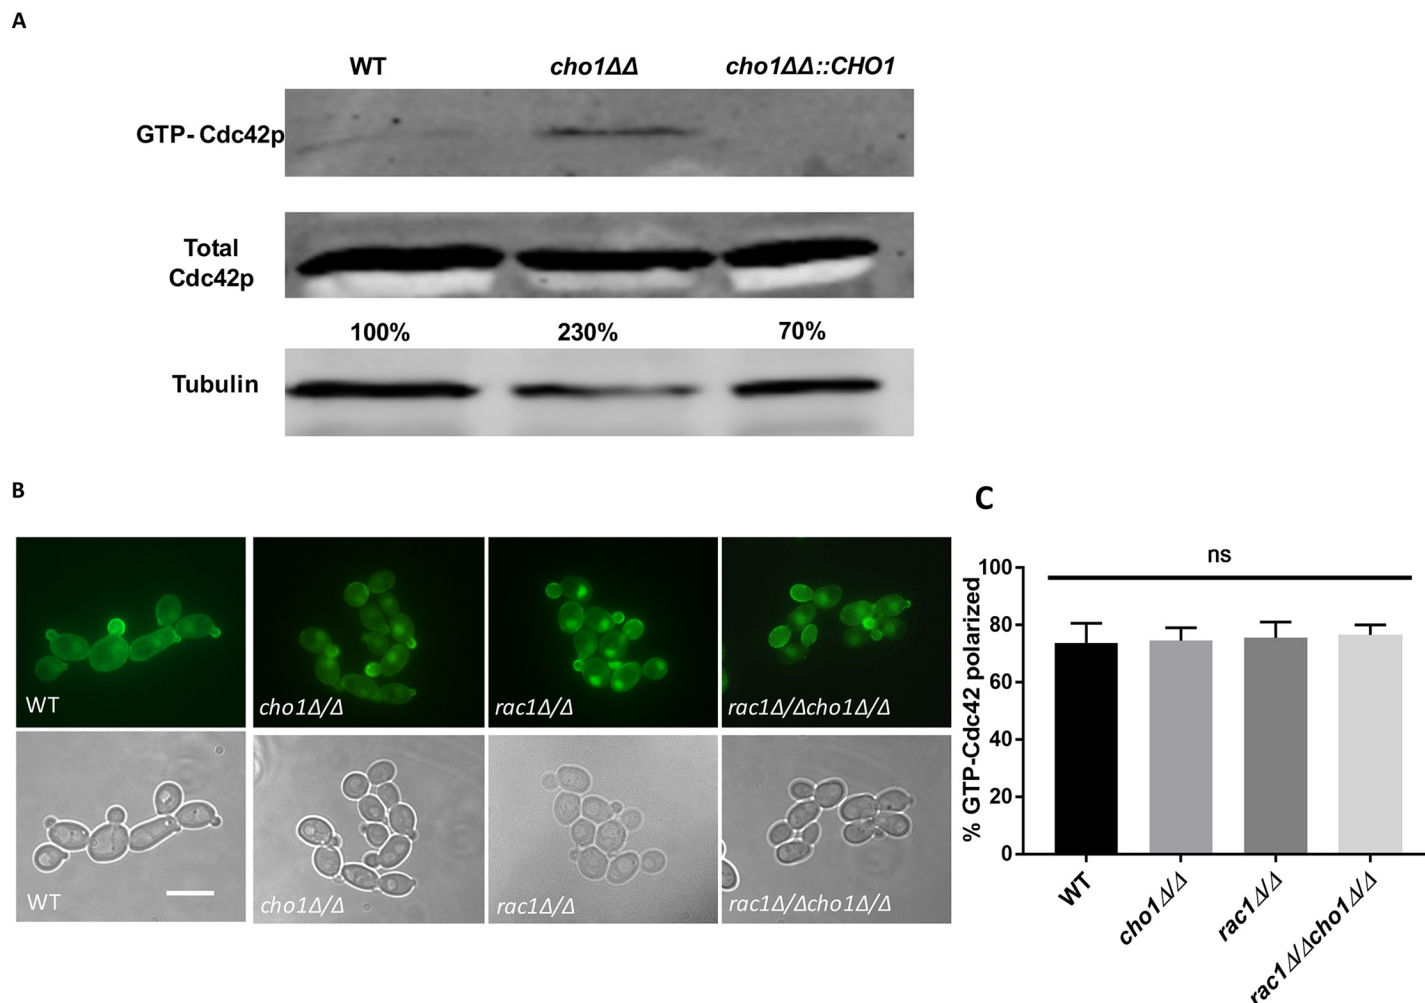 A
WT
cho1ΔΔ
cho1ΔΔ::CHO1
GTP- Cdc42p
Total
Cdc42p
100%
230%
70%
Tubulin
B
WT
cho1Δ/Δ
rac1Δ/Δ
rac1Δ/Δcho1Δ/Δ
WT
cho1Δ/Δ
rac1Δ/Δ
rac1Δ/Δcho1Δ/Δ
C
ns
% GTP-Cdc42 polarized
100
80
60
40
20
0
WT
cho1Δ/Δ
rac1Δ/Δ
rac1Δ/Δcho1Δ/Δ